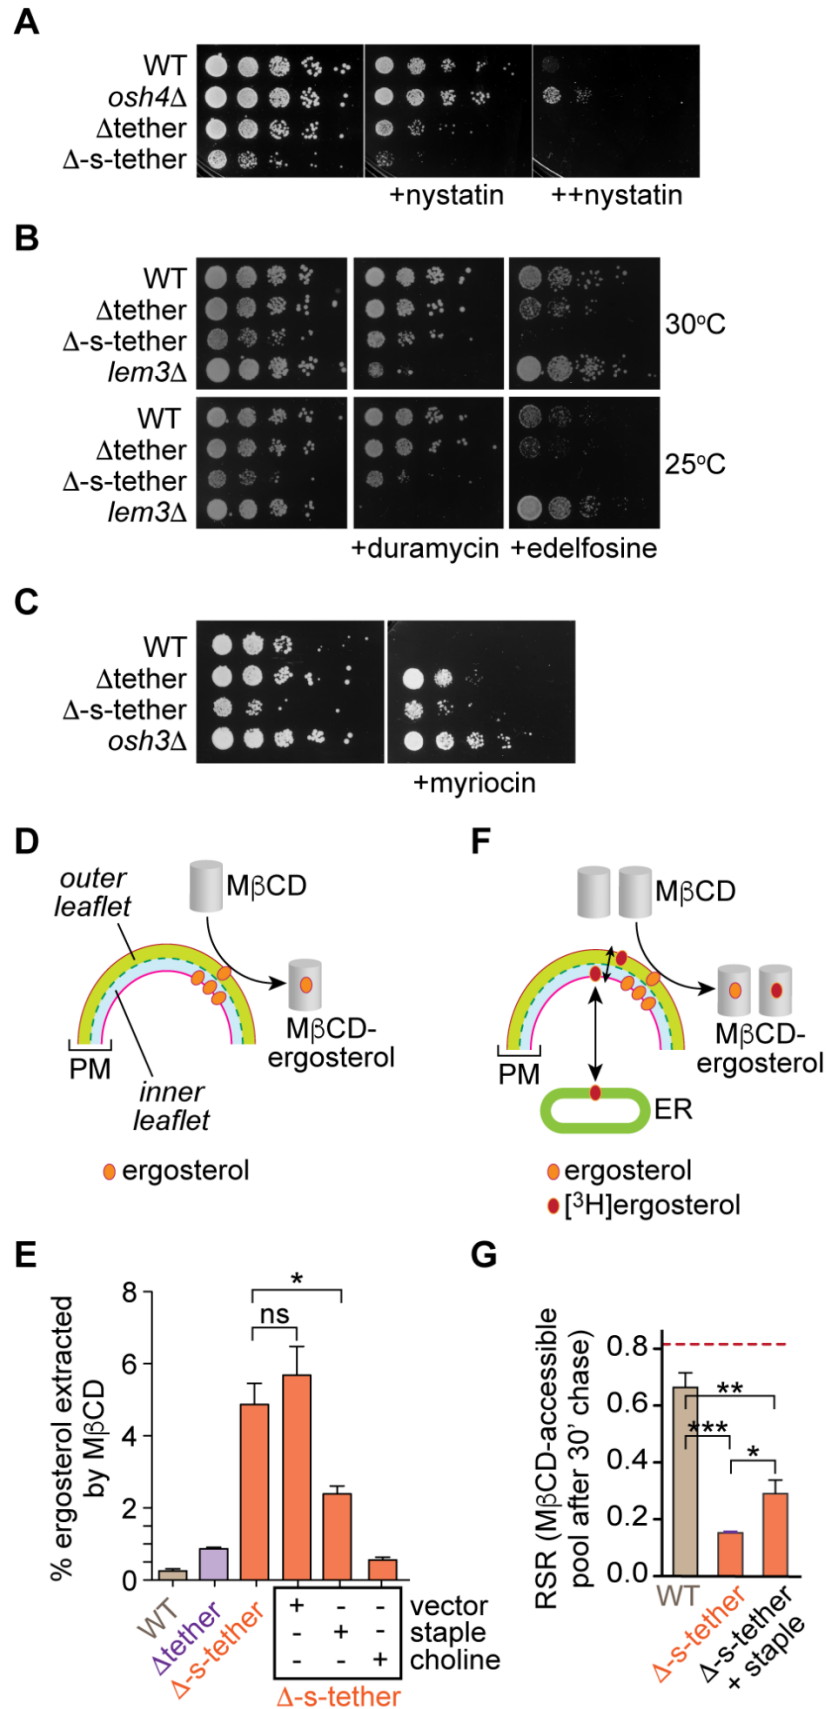 A
WT
osh4Δ
Δtether
Δ-s-tether
+nystatin
++nystatin
B
WT
Δtether
Δ-s-tether
lem3Δ
30°C
WT
Δtether
Δ-s-tether
lem3Δ
25°C
+duramycin +edelfosine
C
WT
Δtether
Δ-s-tether
osh3Δ
+myriocin
D
outer
leaflet
MβCD
MβCD-
ergosterol
PM
inner
leaflet
ergosterol
F
MβCD
MβCD-
ergosterol
PM
ER
ergosterol
[³H]ergosterol
E
% ergosterol extracted
by MβCD
8
6
4
2
0
*
ns
WT
Δtether
Δ-s-tether
+ - - vector
- + - staple
- - + choline
Δ-s-tether
G
RSR (MβCD-accessible
pool after 30' chase)
0.8
0.6
0.4
0.2
0.0
**
***
*
WT
Δ-s-tether
Δ-s-tether
+ staple